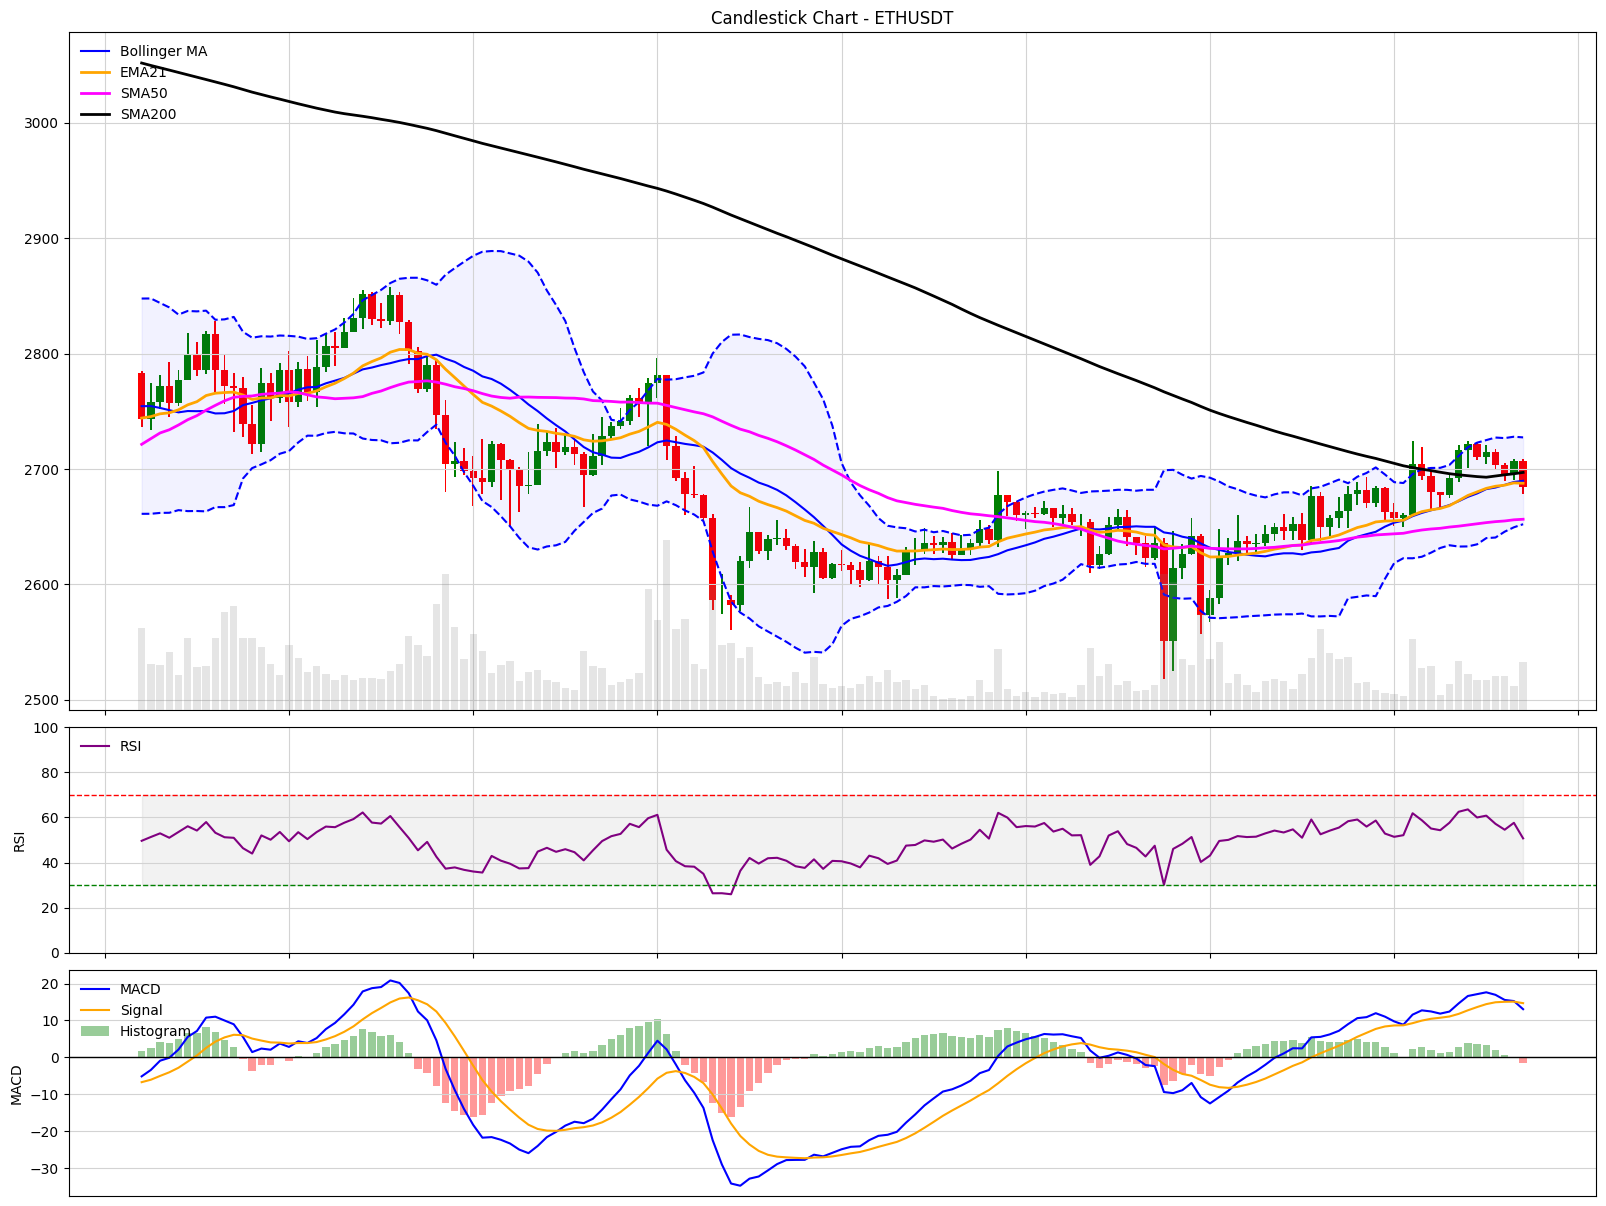 Candlestick Chart - ETHUSDT
Bollinger MA
EMA21
SMA50
SMA200
3000
2900
2800
2700
2600
2500
100
80
60
40
20
0
RSI
RSI
20
10
0
−10
−20
−30
MACD
MACD
Signal
Histogram